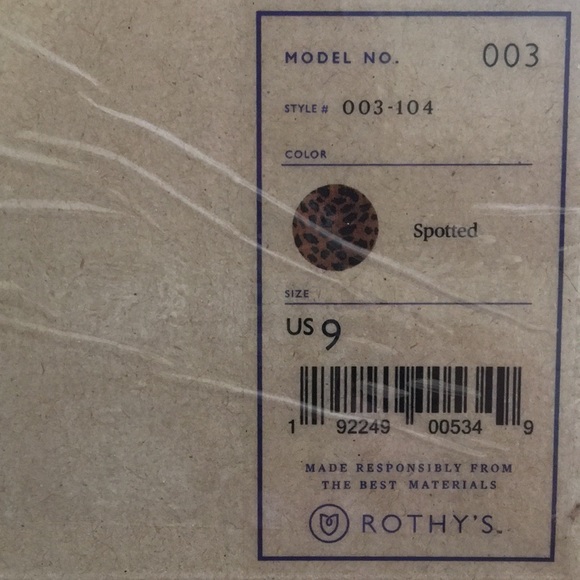 MODEL NO. 003
STYLE # 003-104
COLOR
Spotted
SIZE
US 9
1 92249 00534 9
MADE RESPONSIBLY FROM
THE BEST MATERIALS
ROTHY'S™